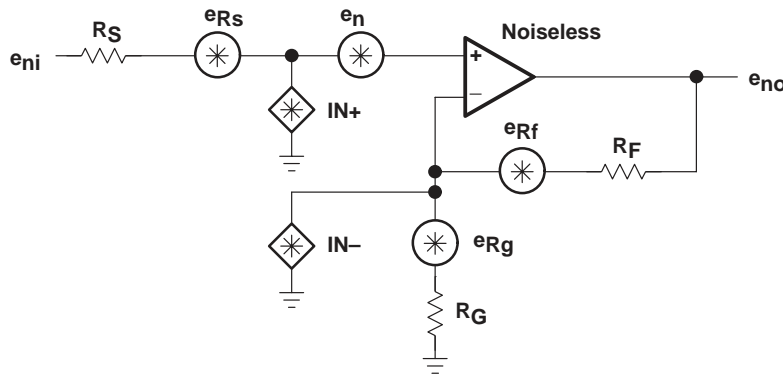 eRs
en
Noiseless
RS
eni
+
IN+
−
eno
eRf
RF
IN−
eRg
RG